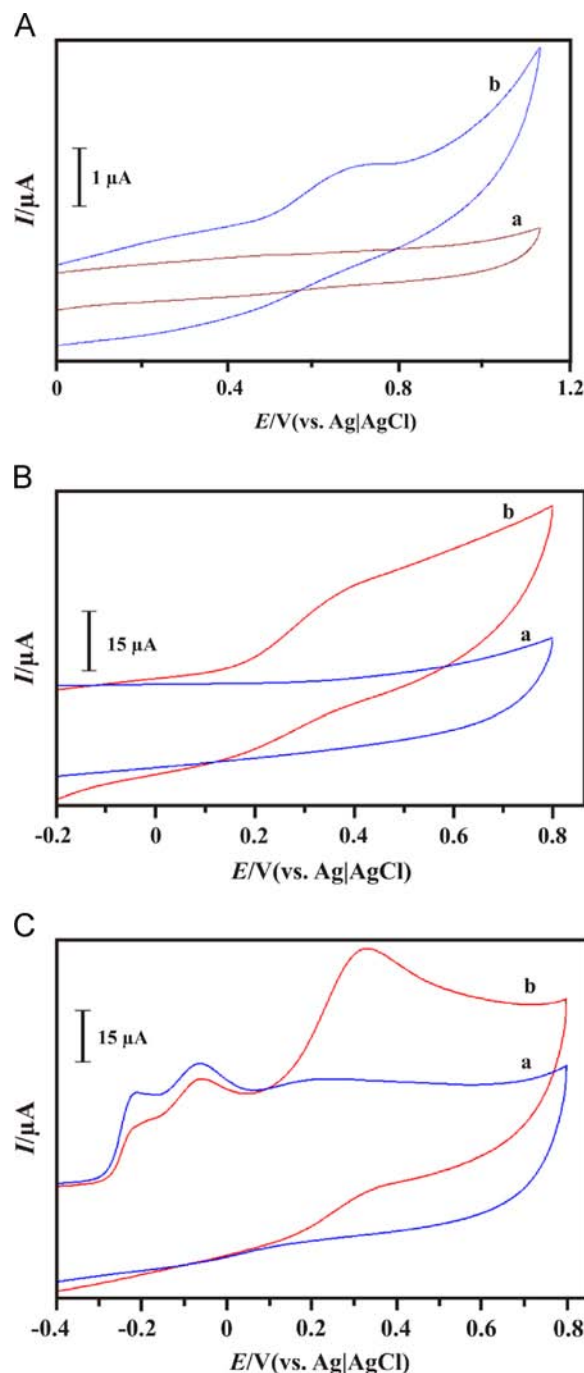 A
b
1 μA
I/μA
a
0
0.4
0.8
1.2
E/V(vs. Ag|AgCl)
B
b
15 μA
I/μA
a
-0.2
0
0.2
0.4
0.6
0.8
E/V(vs. Ag|AgCl)
C
b
15 μA
I/μA
a
-0.4
-0.2
0
0.2
0.4
0.6
0.8
E/V(vs. Ag|AgCl)